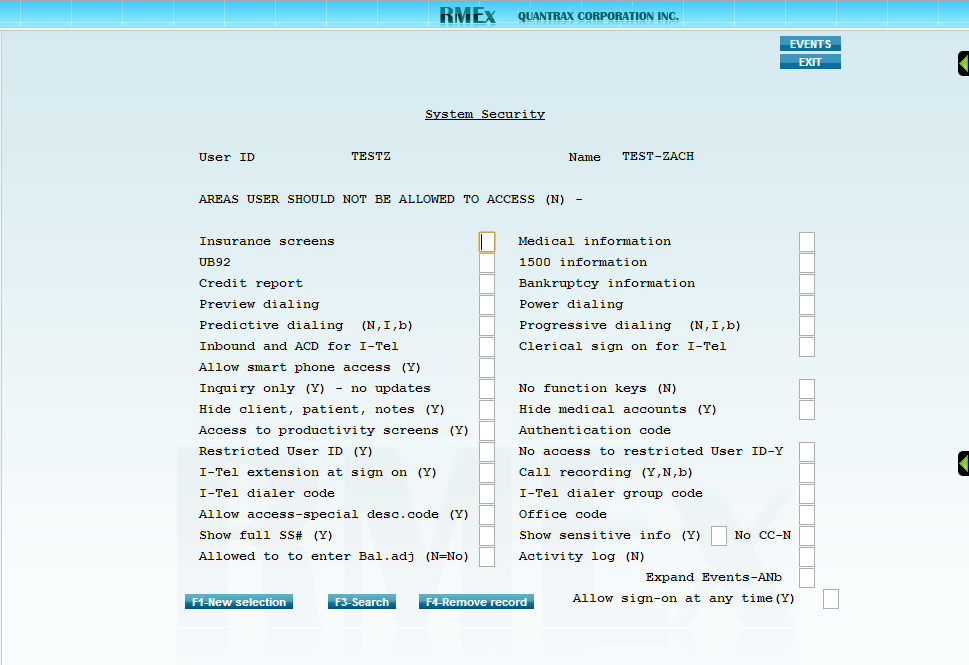 RMEx QUANTRAX CORPORATION INC.
EVENTS
EXIT
System Security
User ID TESTZ Name TEST-ZACH
AREAS USER SHOULD NOT BE ALLOWED TO ACCESS (N) -
Insurance screens Medical information
UB92 1500 information
Credit report Bankruptcy information
Preview dialing Power dialing
Predictive dialing (N,I,b) Progressive dialing (N,I,b)
Inbound and ACD for I-Tel Clerical sign on for I-Tel
Allow smart phone access (Y)
Inquiry only (Y) - no updates No function keys (N)
Hide client, patient, notes (Y) Hide medical accounts (Y)
Access to productivity screens (Y) Authentication code
Restricted User ID (Y) No access to restricted User ID-Y
I-Tel extension at sign on (Y) Call recording (Y,N,b)
I-Tel dialer code I-Tel dialer group code
Allow access-special desc.code (Y) Office code
Show full SS# (Y) Show sensitive info (Y) No CC-N
Allowed to to enter Bal.adj (N=No) Activity log (N)
Expand Events-ANb
F1-New selection F3-Search F4-Remove record Allow sign-on at any time(Y)
RMEx